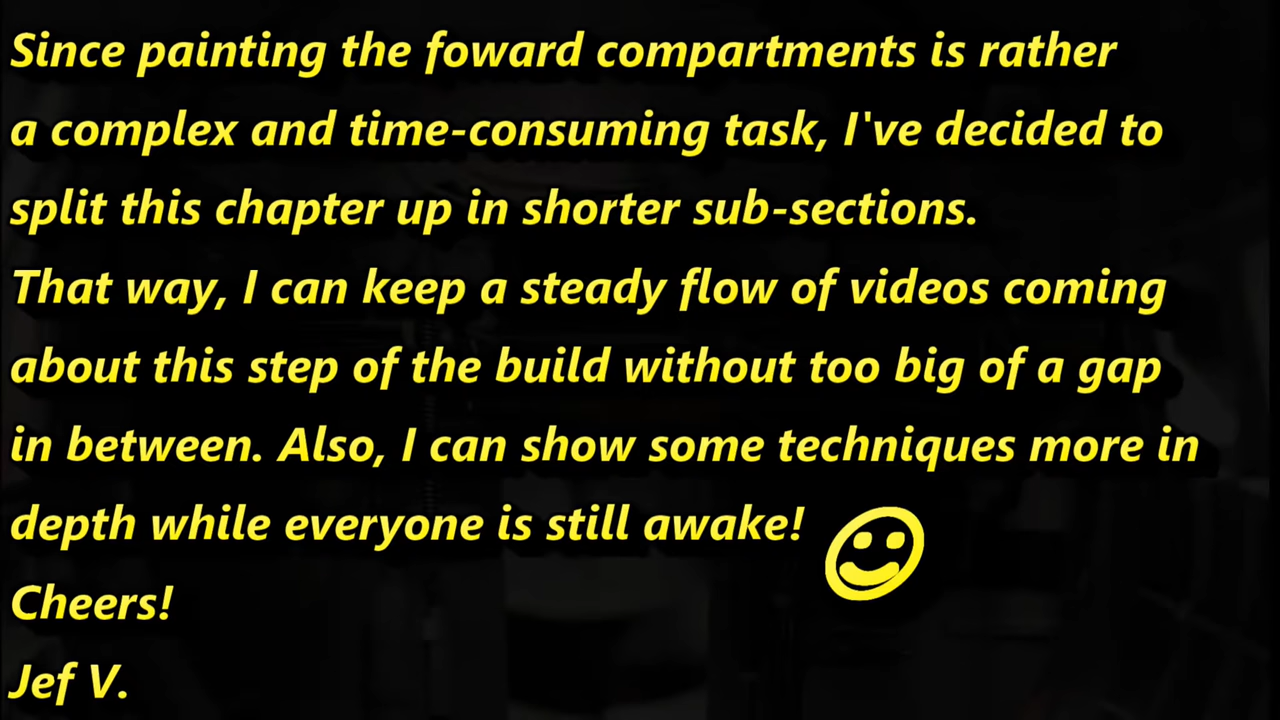 Since painting the foward compartments is rather
a complex and time-consuming task, I've decided to
split this chapter up in shorter sub-sections.
That way, I can keep a steady flow of videos coming
about this step of the build without too big of a gap
in between. Also, I can show some techniques more in
depth while everyone is still awake!
Cheers!
Jef V.